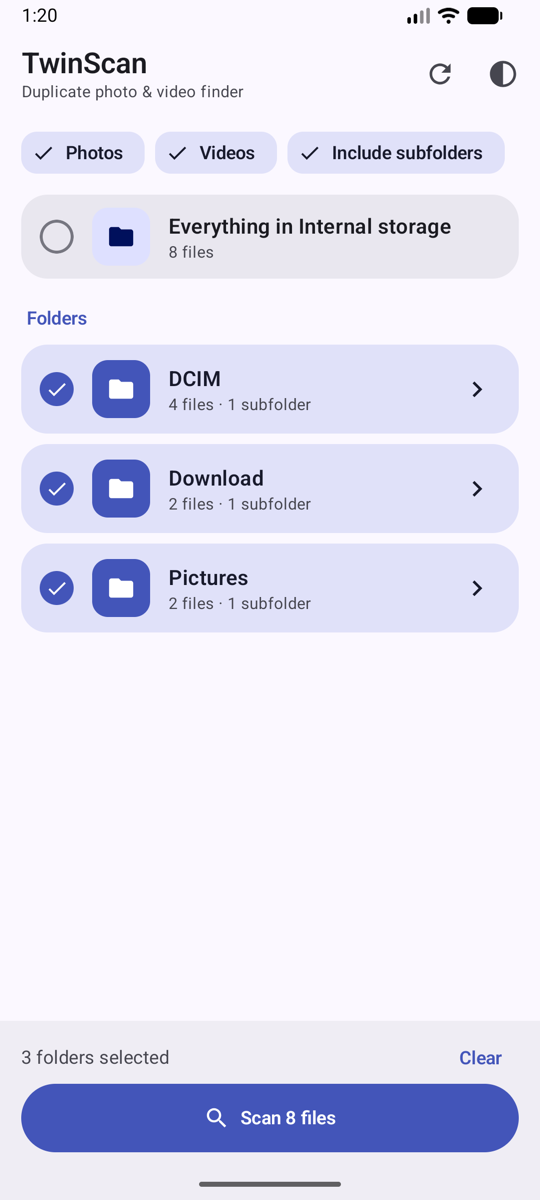 1:20
TwinScan
Duplicate photo & video finder
Photos
Videos
Include subfolders
Everything in Internal storage
8 files
Folders
DCIM
4 files · 1 subfolder
Download
2 files · 1 subfolder
Pictures
2 files · 1 subfolder
3 folders selected
Clear
Scan 8 files